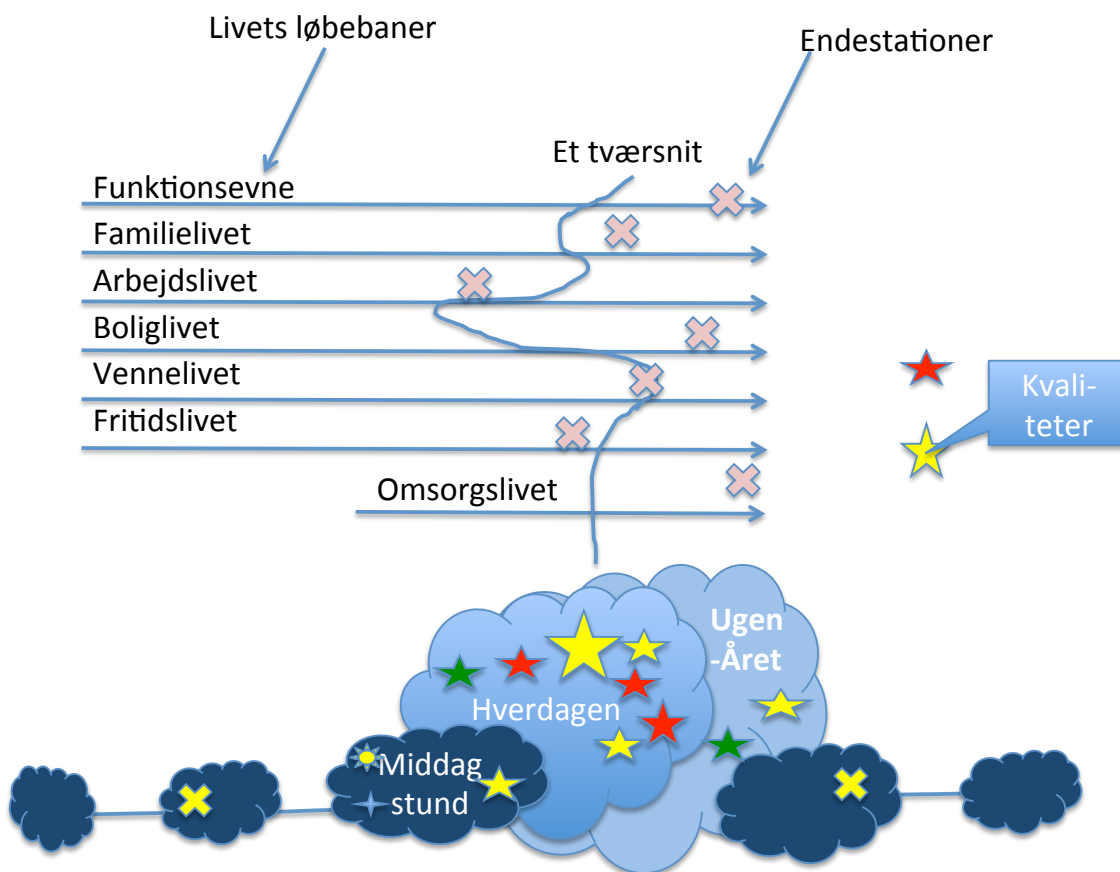 Livets løbebaner
Endestationer
Et tværsnit
Funktionsevne
Familielivet
Arbejdslivet
Boliglivet
Vennelivet
Fritidslivet
Omsorgslivet
Kvali-
teter
Ugen
-Året
Hverdagen
Middag
stund